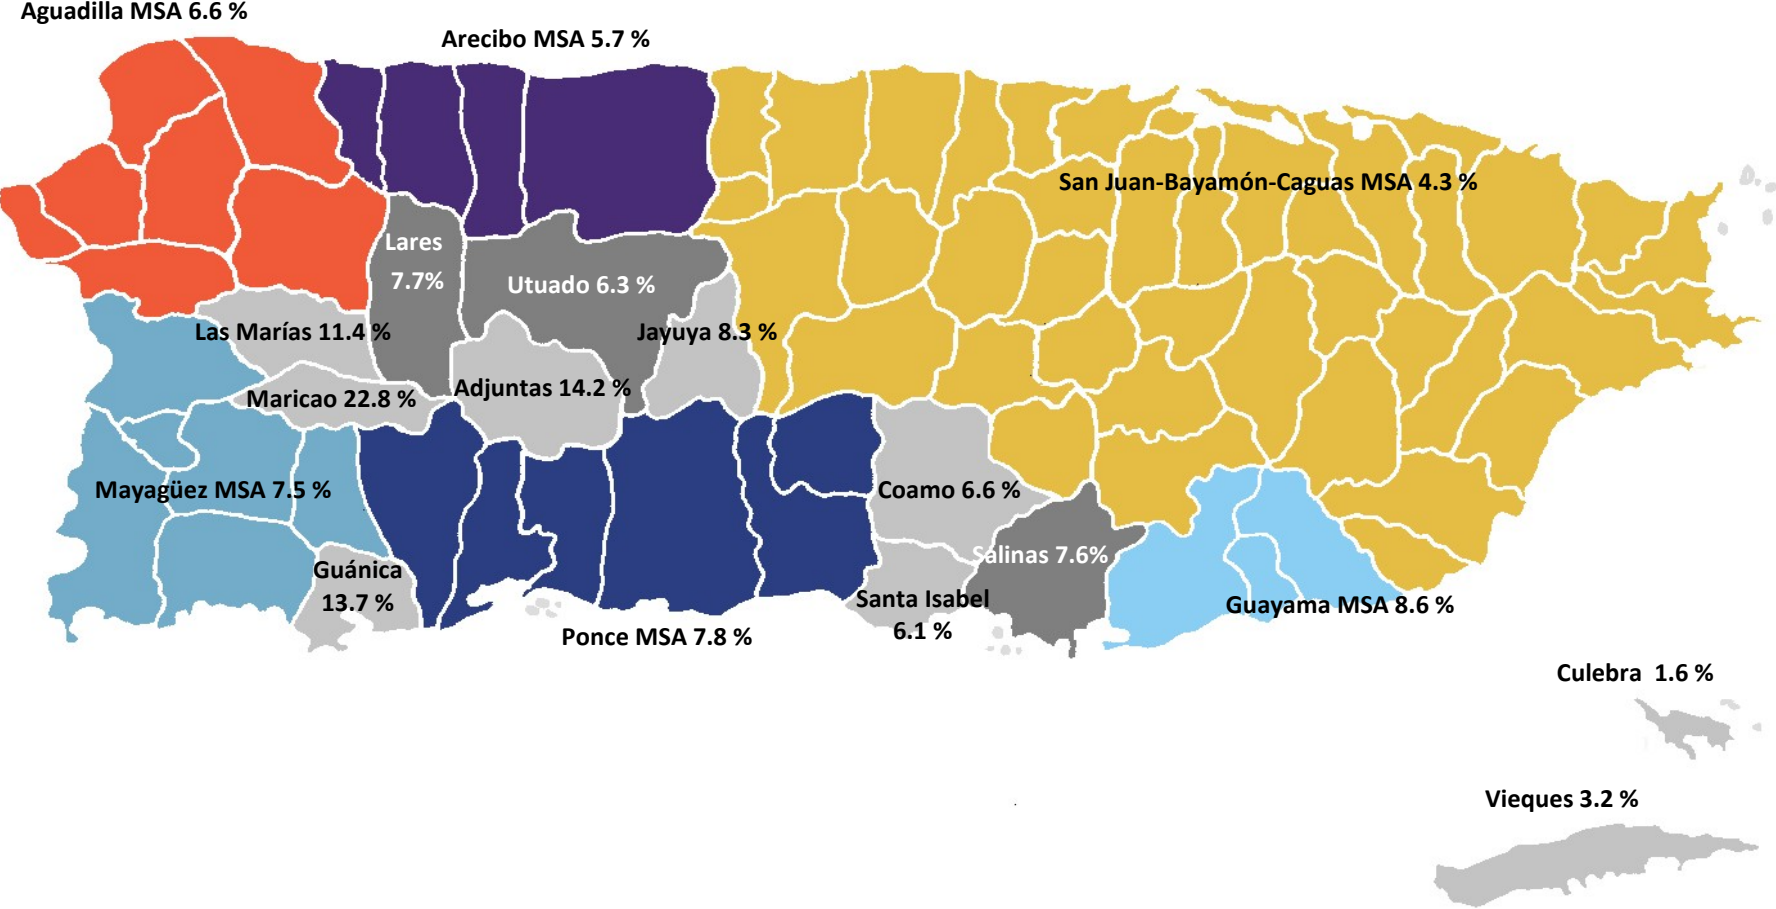 Aguadilla MSA 6.6 %
Arecibo MSA 5.7 %
San Juan-Bayamón-Caguas MSA 4.3 %
Lares
7.7%
Utuado 6.3 %
Las Marías 11.4 %
Jayuya 8.3 %
Adjuntas 14.2 %
Maricao 22.8 %
Mayagüez MSA 7.5 %
Coamo 6.6 %
Salinas 7.6%
Guánica
13.7 %
Santa Isabel
6.1 %
Guayama MSA 8.6 %
Ponce MSA 7.8 %
Culebra 1.6 %
Vieques 3.2 %